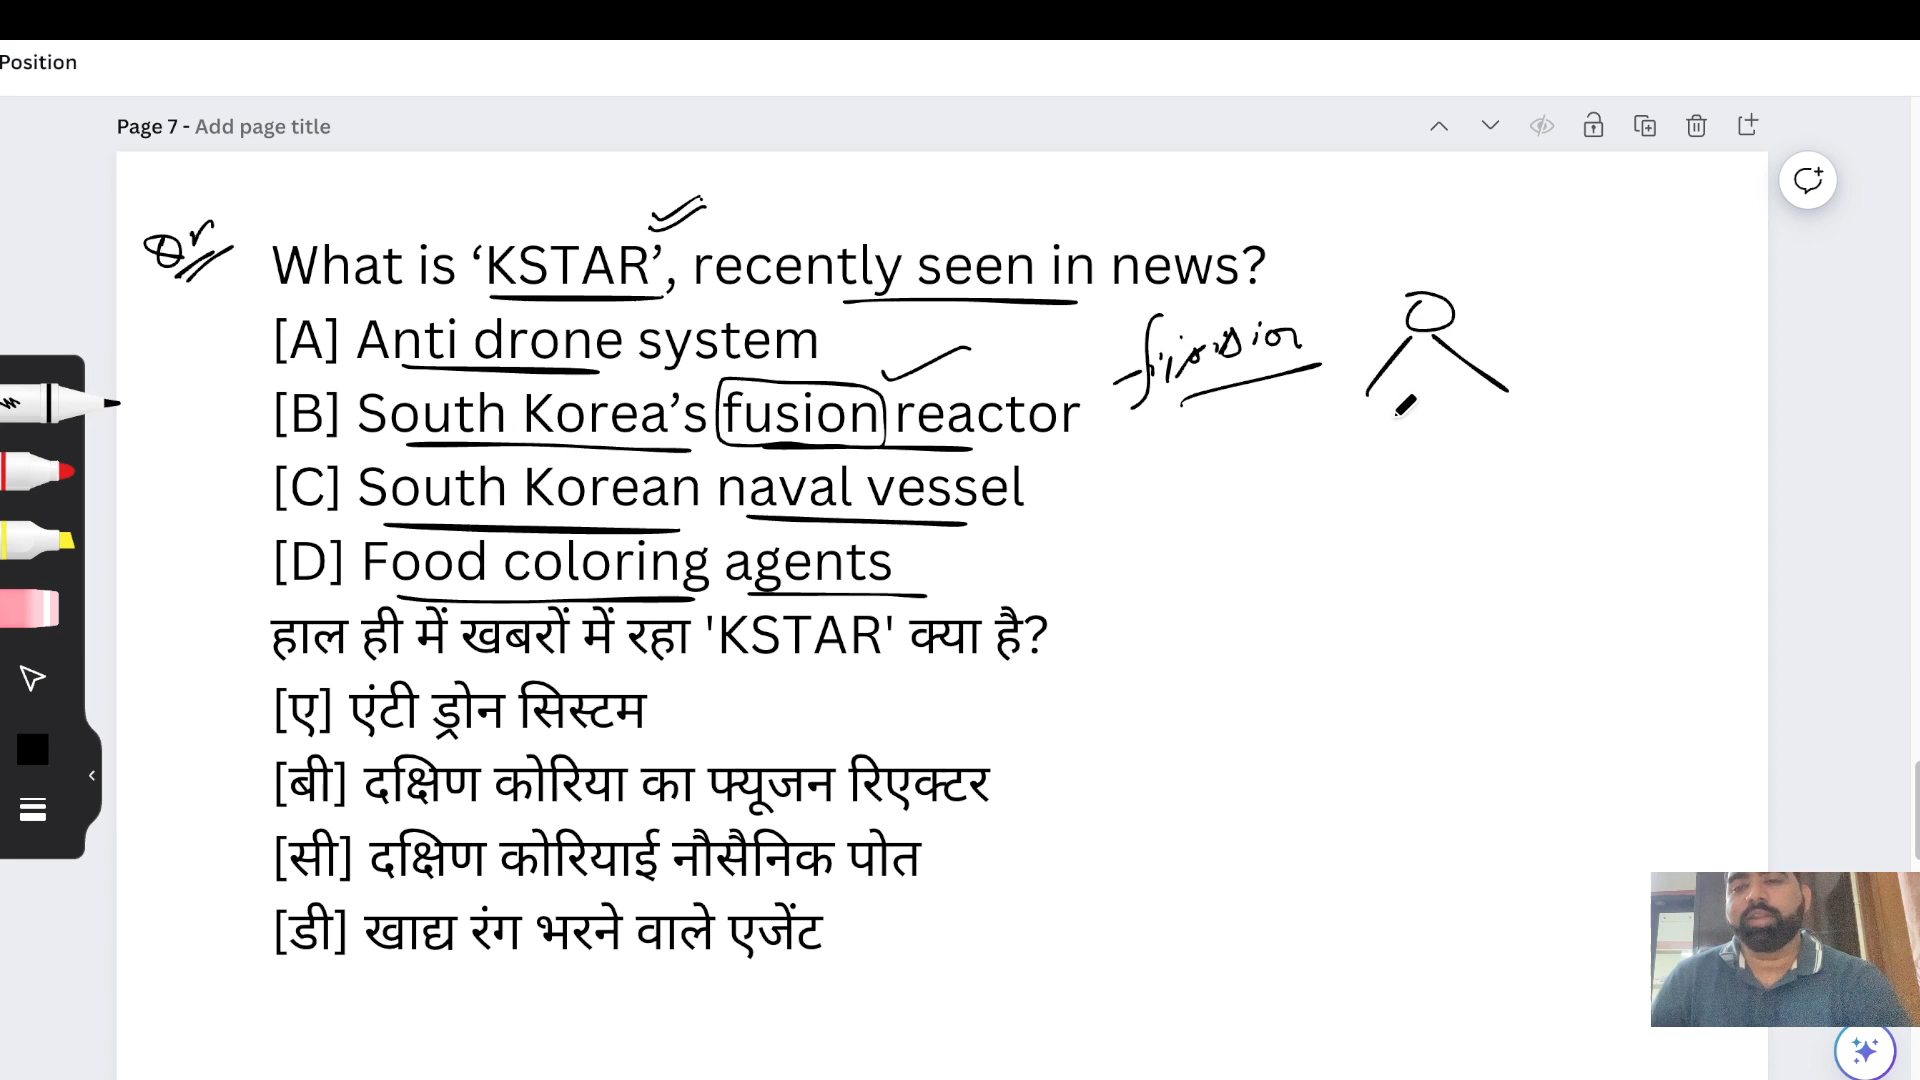 Position
Page 7 - Add page title
What is ‘KSTAR’, recently seen in news?
[A] Anti drone system
fission
[B] South Korea’s fusion reactor
[C] South Korean naval vessel
[D] Food coloring agents
हाल ही में खबरों में रहा 'KSTAR' क्या है?
[ए] एंटी ड्रोन सिस्टम
[बी] दक्षिण कोरिया का फ्यूजन रिएक्टर
[सी] दक्षिण कोरियाई नौसैनिक पोत
[डी] खाद्य रंग भरने वाले एजेंट